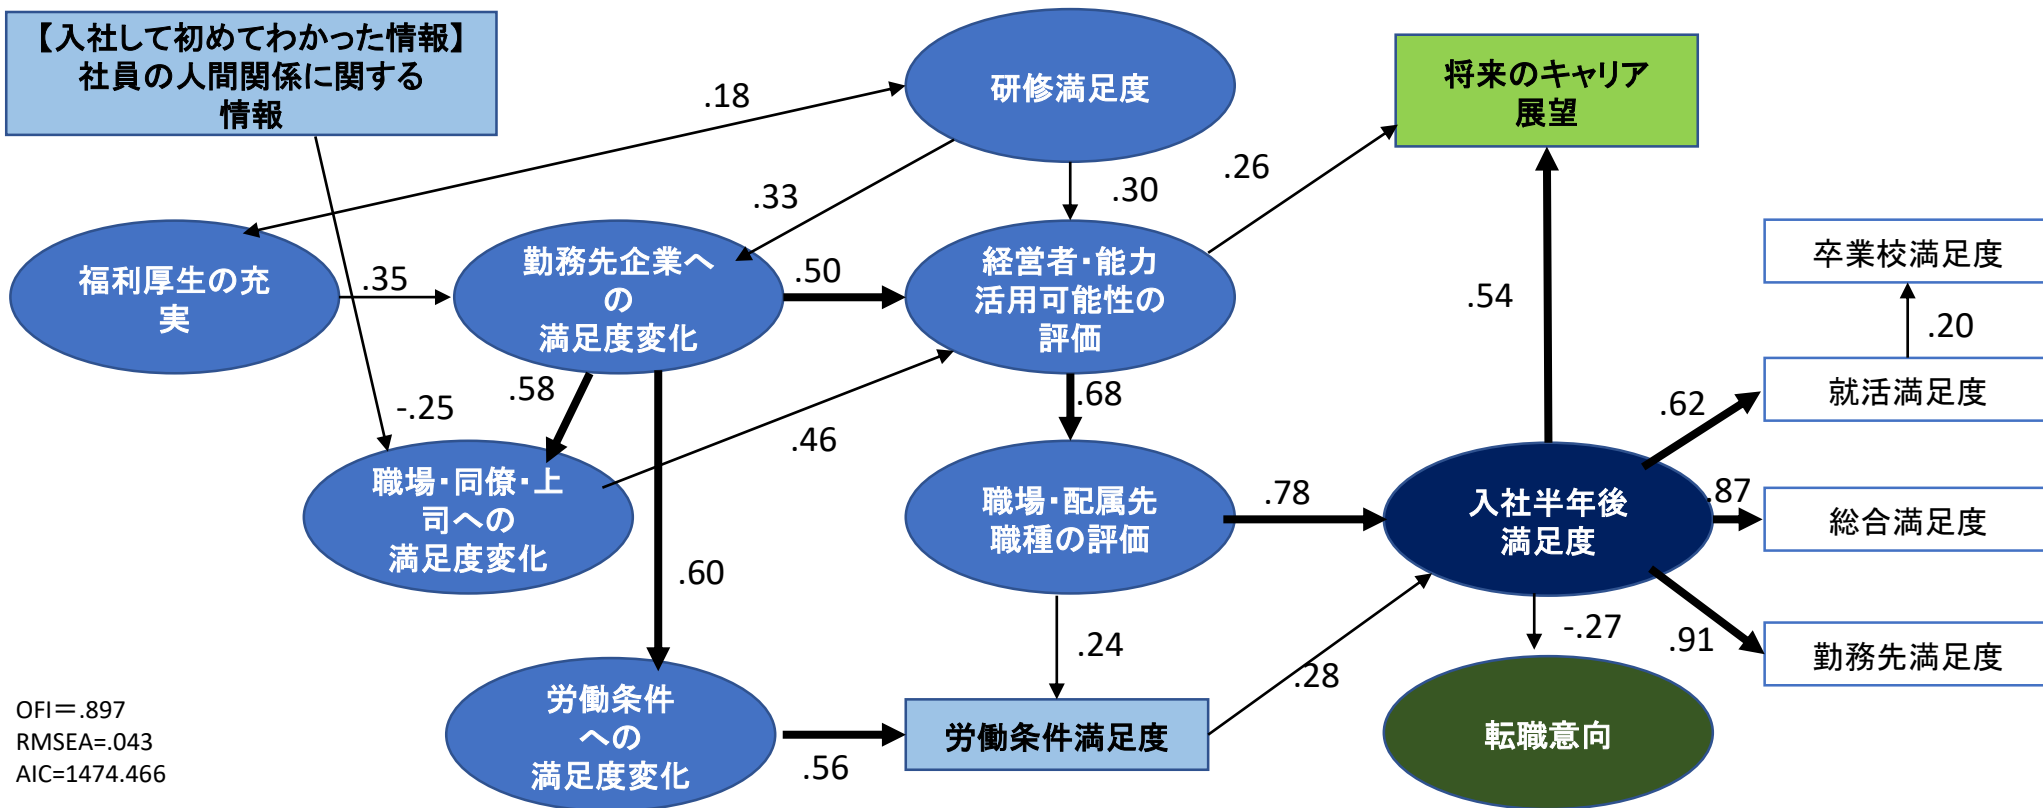 【入社して初めてわかった情報】
社員の人間関係に関する
情報
研修満足度
将来のキャリア
展望
.18
.33
.30
.26
福利厚生の充
実
.35
勤務先企業へ
の
満足度変化
.50
経営者・能力
活用可能性の
評価
.54
卒業校満足度
.20
就活満足度
-.25
.58
.46
.68
.62
職場・同僚・上
司への
満足度変化
職場・配属先
職種の評価
.78
入社半年後
満足度
.87
総合満足度
.60
.24
.28
-.27
.91
勤務先満足度
労働条件
への
満足度変化
.56
労働条件満足度
転職意向
OFI＝.897
RMSEA=.043
AIC=1474.466